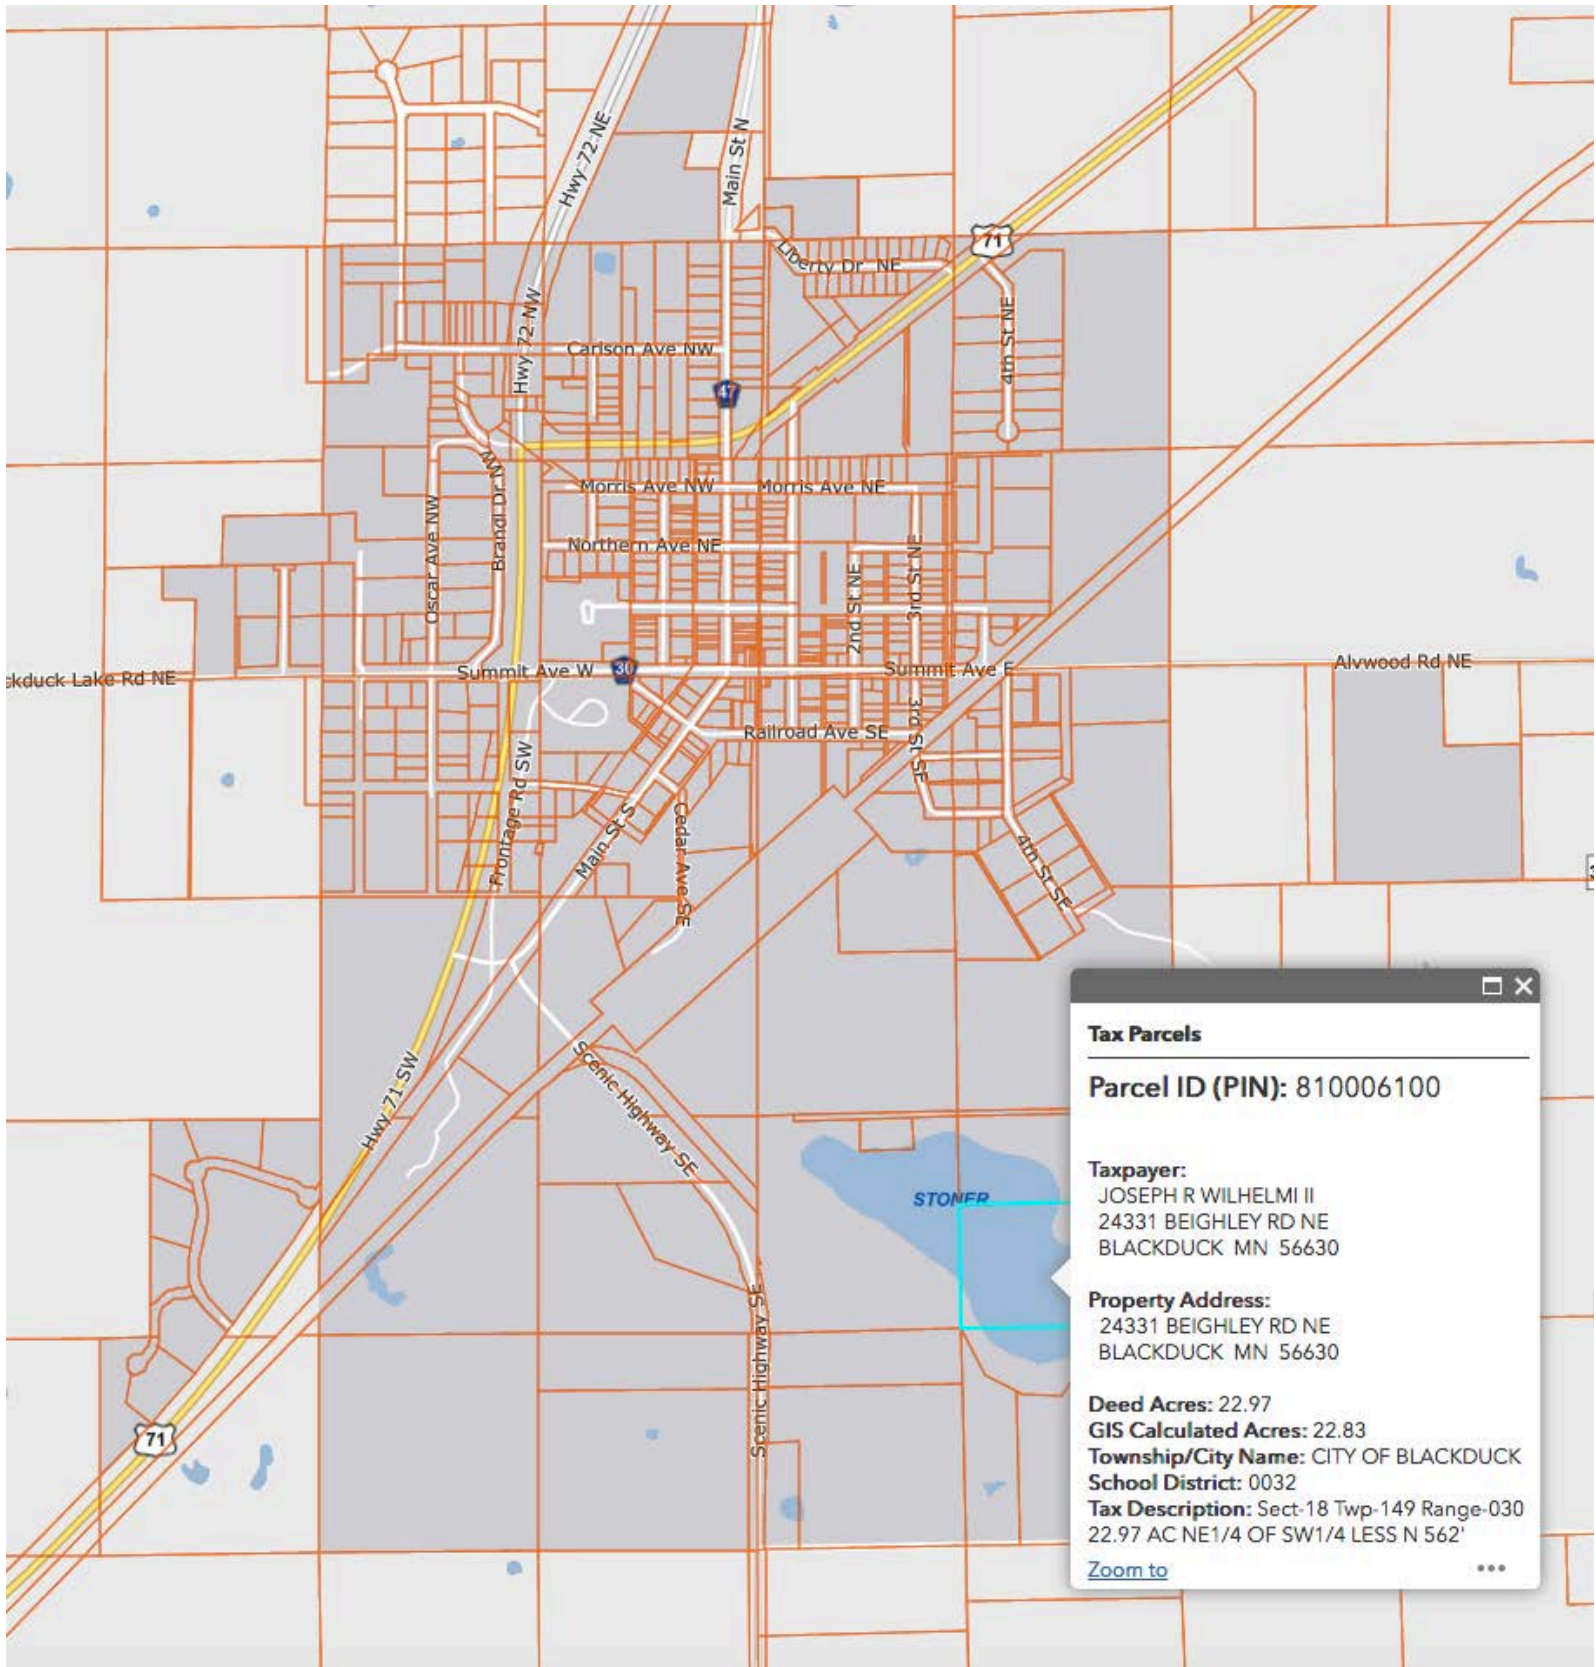 Hwy 72 NE
Main St N
71
Liberty Dr NE
Hwy 72 NW
4th St NE
Carlson Ave NW
47
Brandl Dr NW
Oscar Ave NW
Morris Ave NW
Morris Ave NE
Northern Ave NE
2nd St NE
3rd St NE
ckduck Lake Rd NE
Summit Ave W
30
Summit Ave E
Alvwood Rd NE
Railroad Ave SE
3rd St SE
Frontage Rd SW
Main St S
Cedar Ave SE
4th St SE
Hwy 71 SW
Scenic Highway SE
STONER
Scenic Highway SE
Scenic Highway SE
71
Tax Parcels
Parcel ID (PIN): 810006100
Taxpayer:
JOSEPH R WILHELMI II
24331 BEIGHLEY RD NE
BLACKDUCK MN 56630
Property Address:
24331 BEIGHLEY RD NE
BLACKDUCK MN 56630
Deed Acres: 22.97
GIS Calculated Acres: 22.83
Township/City Name: CITY OF BLACKDUCK
School District: 0032
Tax Description: Sect-18 Twp-149 Range-030
22.97 AC NE1/4 OF SW1/4 LESS N 562'
Zoom to